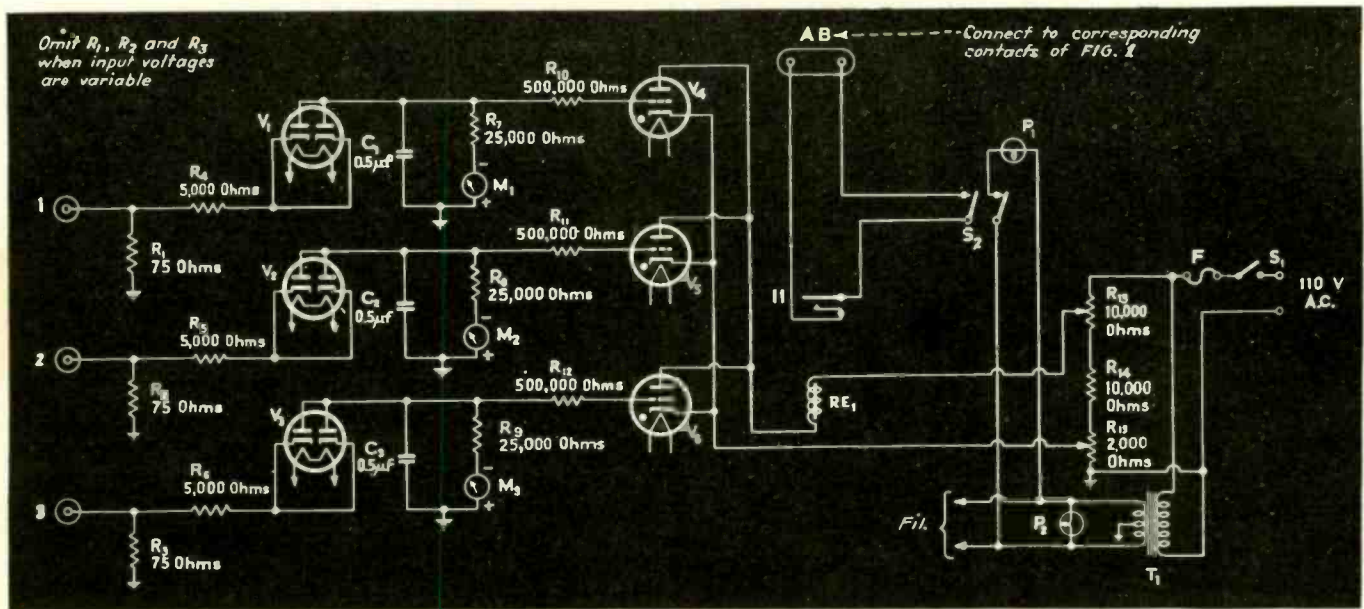 Omit R1, R2 and R3
when input voltages
are variable
AB
Connect to corresponding
contacts of FIG. 1
R10
500,000 Ohms
V4
P1
V1
C1
0.5μf
R7
25,000 Ohms
-
M1
+
R4
5,000 Ohms
1
R1
75 Ohms
R11
500,000 Ohms
V5
S2
V2
C2
0.5μf
R8
25,000 Ohms
-
M2
+
I1
F
S1
110 V
A.C.
R13
10,000
Ohms
R5
5,000 Ohms
2
R2
75 Ohms
R12
500,000 Ohms
V6
RE1
R14
10,000
Ohms
V3
C3
0.5μf
R9
25,000 Ohms
-
M3
+
R15
2,000
Ohms
R6
5,000 Ohms
3
R3
75 Ohms
Fil.
P2
T1